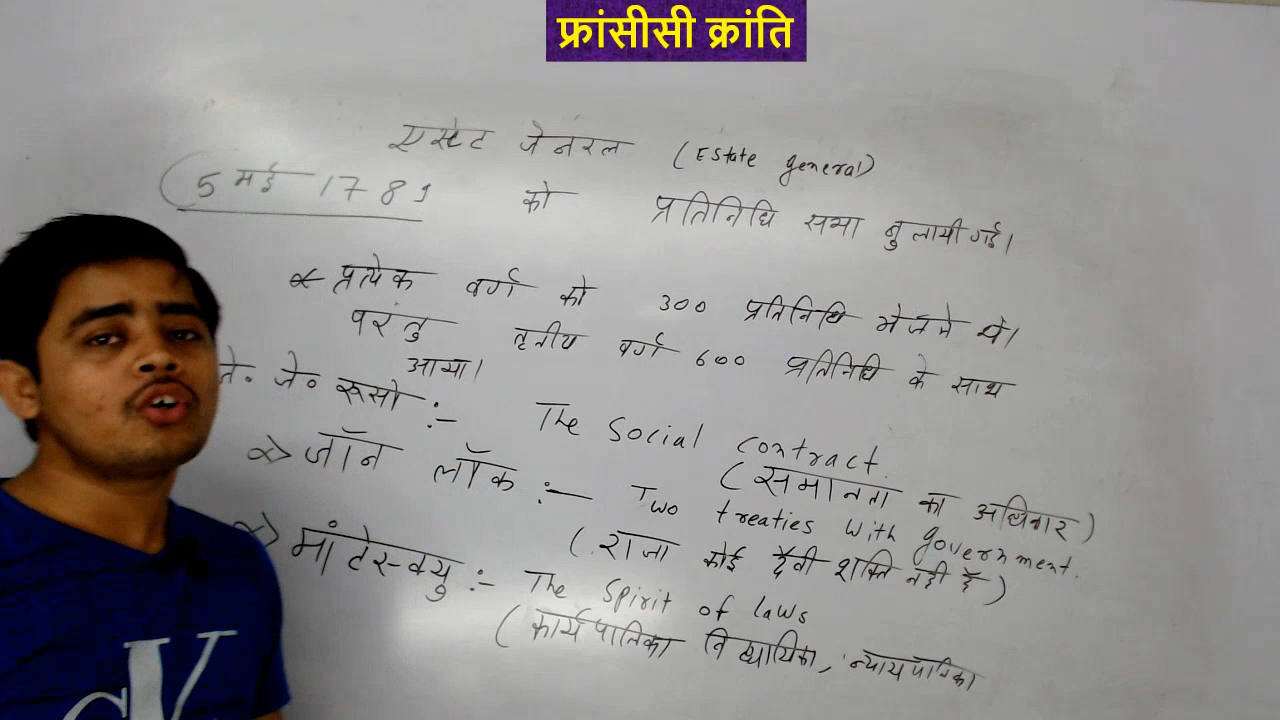 फ्रांसीसी क्रांति
एस्टेट जेनरल (Estate general)
5 मई 1789 को प्रतिनिधि सभा बुलायी गई।
प्रत्येक वर्ग को 300 प्रतिनिधि भेजने थे।
परंतु तृतीय वर्ग 600 प्रतिनिधि के साथ
आया।
जे० रूसो :- The Social contract.
(समानता का अधिकार)
जॉन लॉक :- Two treaties with government.
(राजा कोई दैवी शक्ति नहीं है)
मांटेस्क्यु :- The Spirit of laws
(कार्यपालिका विधायिका, न्यायपालिका
CK